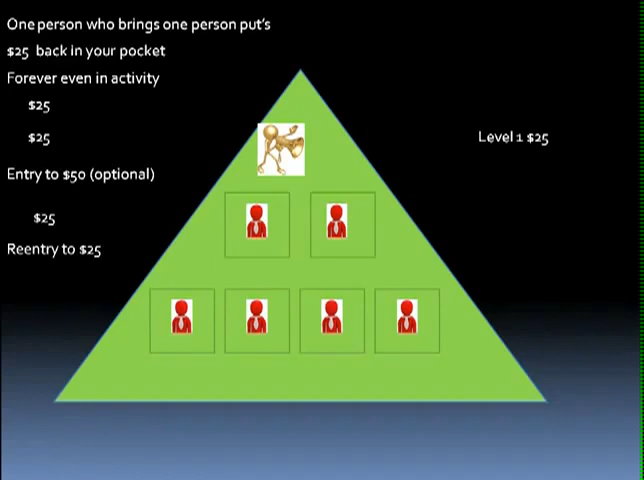 One person who brings one person put's
$25 back in your pocket
Forever even in activity
$25
$25
Level 1 $25
Entry to $50 (optional)
$25
Reentry to $25